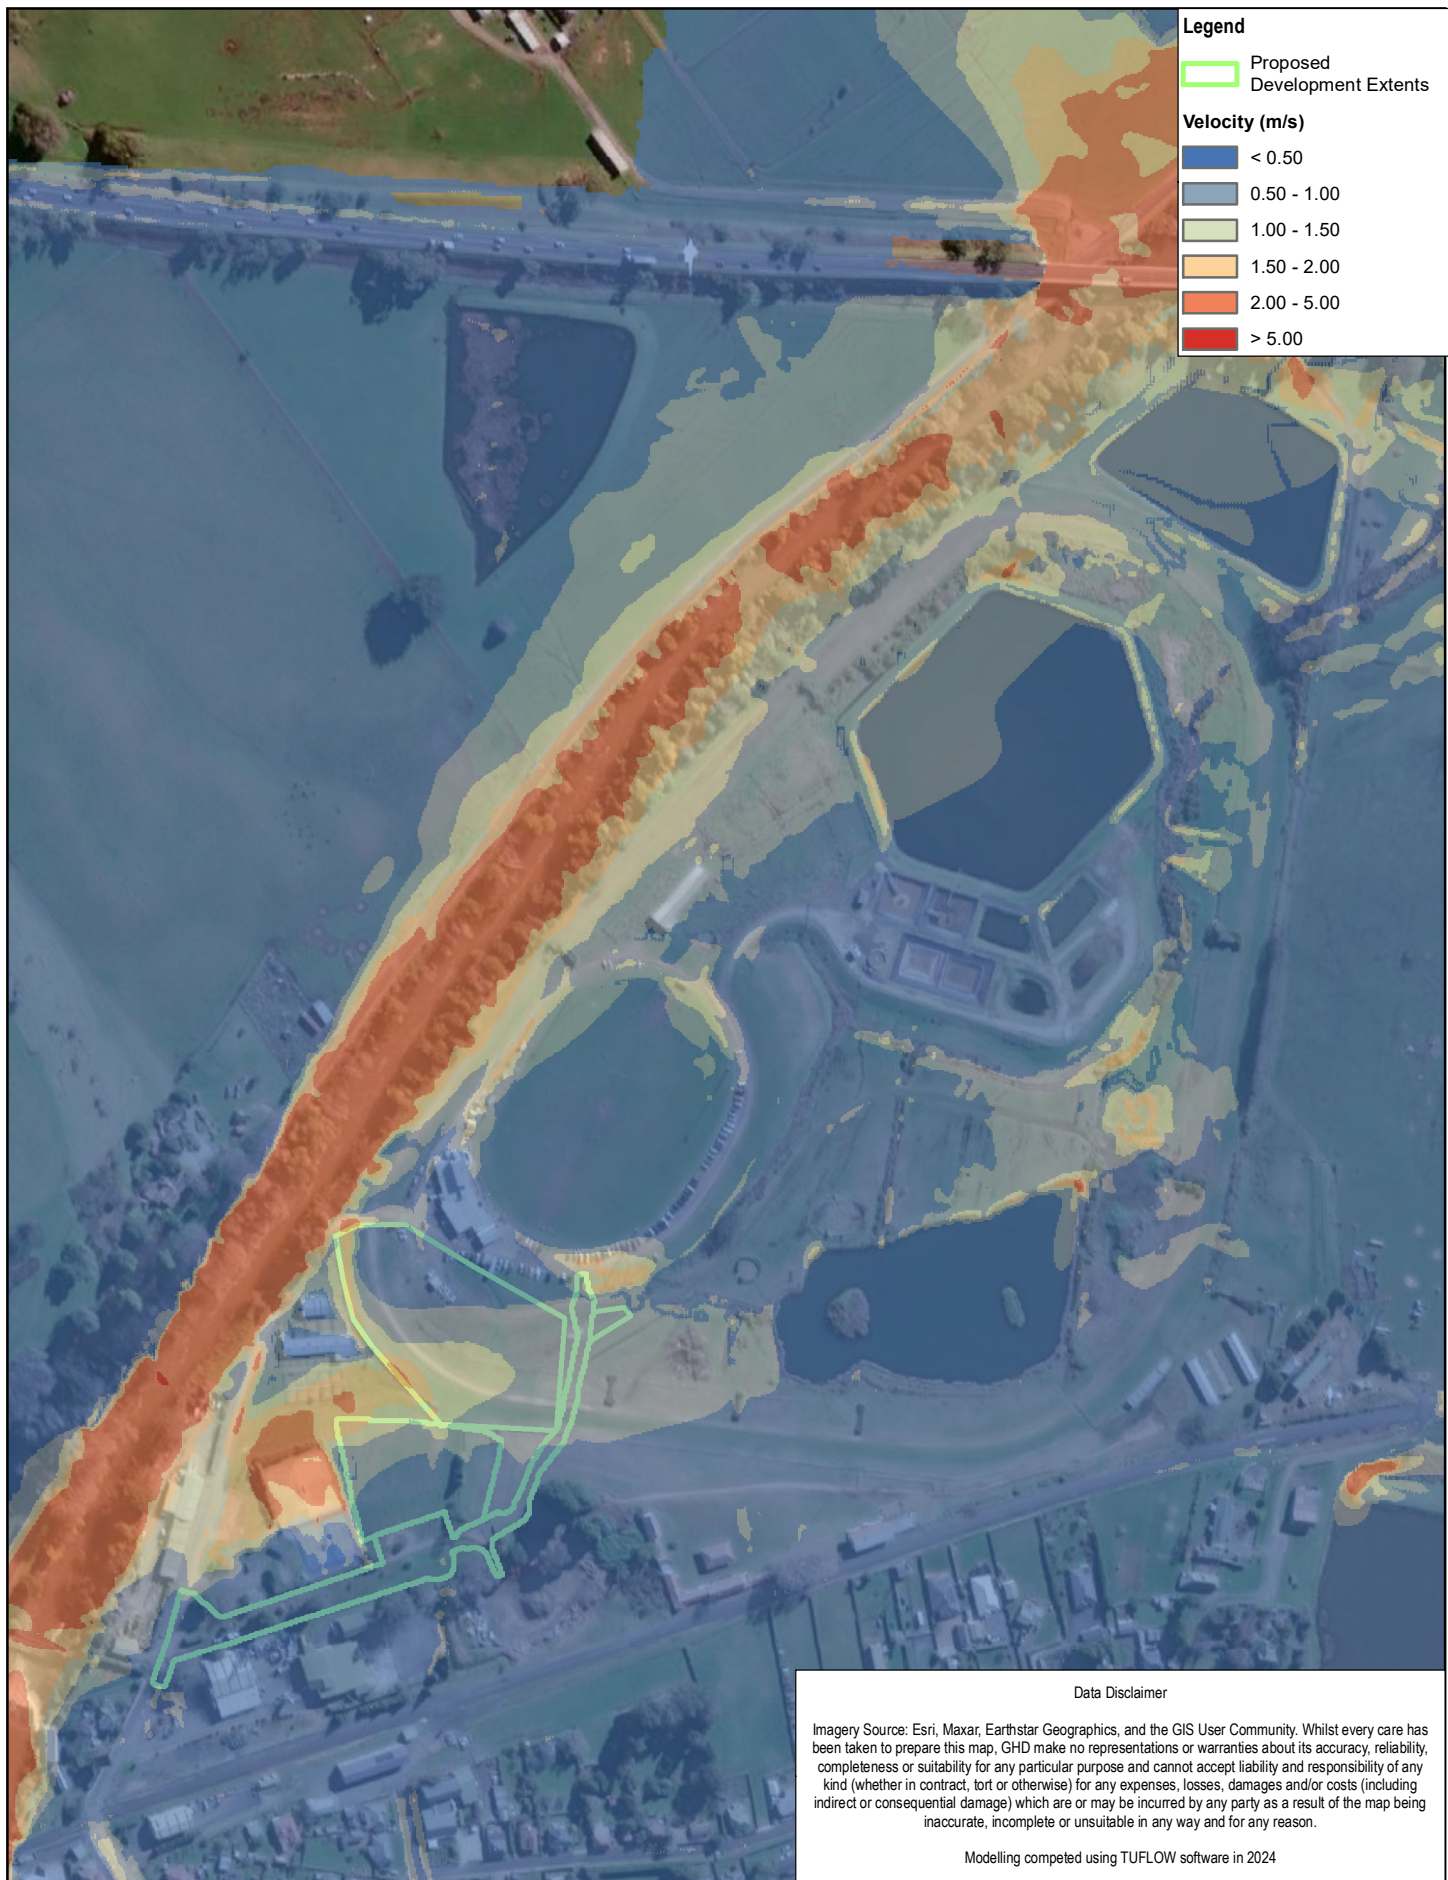 Legend
Proposed
Development Extents
Velocity (m/s)
< 0.50
0.50 - 1.00
1.00 - 1.50
1.50 - 2.00
2.00 - 5.00
> 5.00
Data Disclaimer
Imagery Source: Esri, Maxar, Earthstar Geographics, and the GIS User Community. Whilst every care has
been taken to prepare this map, GHD make no representations or warranties about its accuracy, reliability,
completeness or suitability for any particular purpose and cannot accept liability and responsibility of any
kind (whether in contract, tort or otherwise) for any expenses, losses, damages and/or costs (including
indirect or consequential damage) which are or may be incurred by any party as a result of the map being
inaccurate, incomplete or unsuitable in any way and for any reason.
Modelling competed using TUFLOW software in 2024